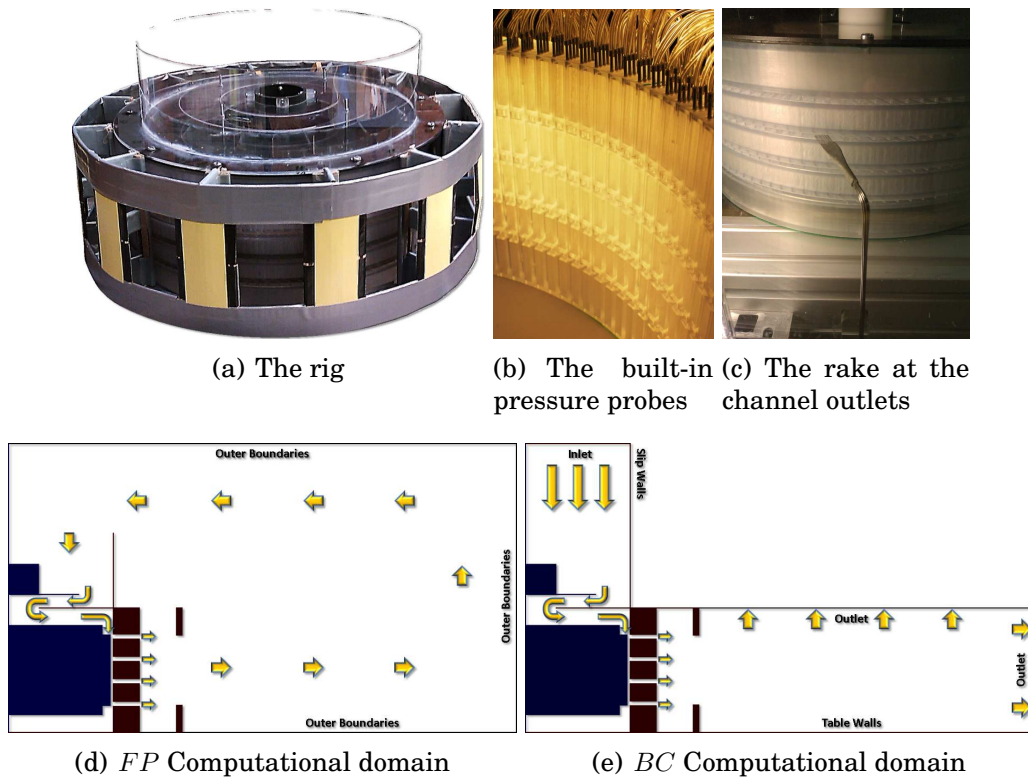 (a) The rig
(b) The built-in
pressure probes
(c) The rake at the
channel outlets
Outer Boundaries
Outer Boundaries
Outer Boundaries
(d) FP Computational domain
Inlet
Slip Walls
Outlet
Outlet
Table Walls
(e) BC Computational domain